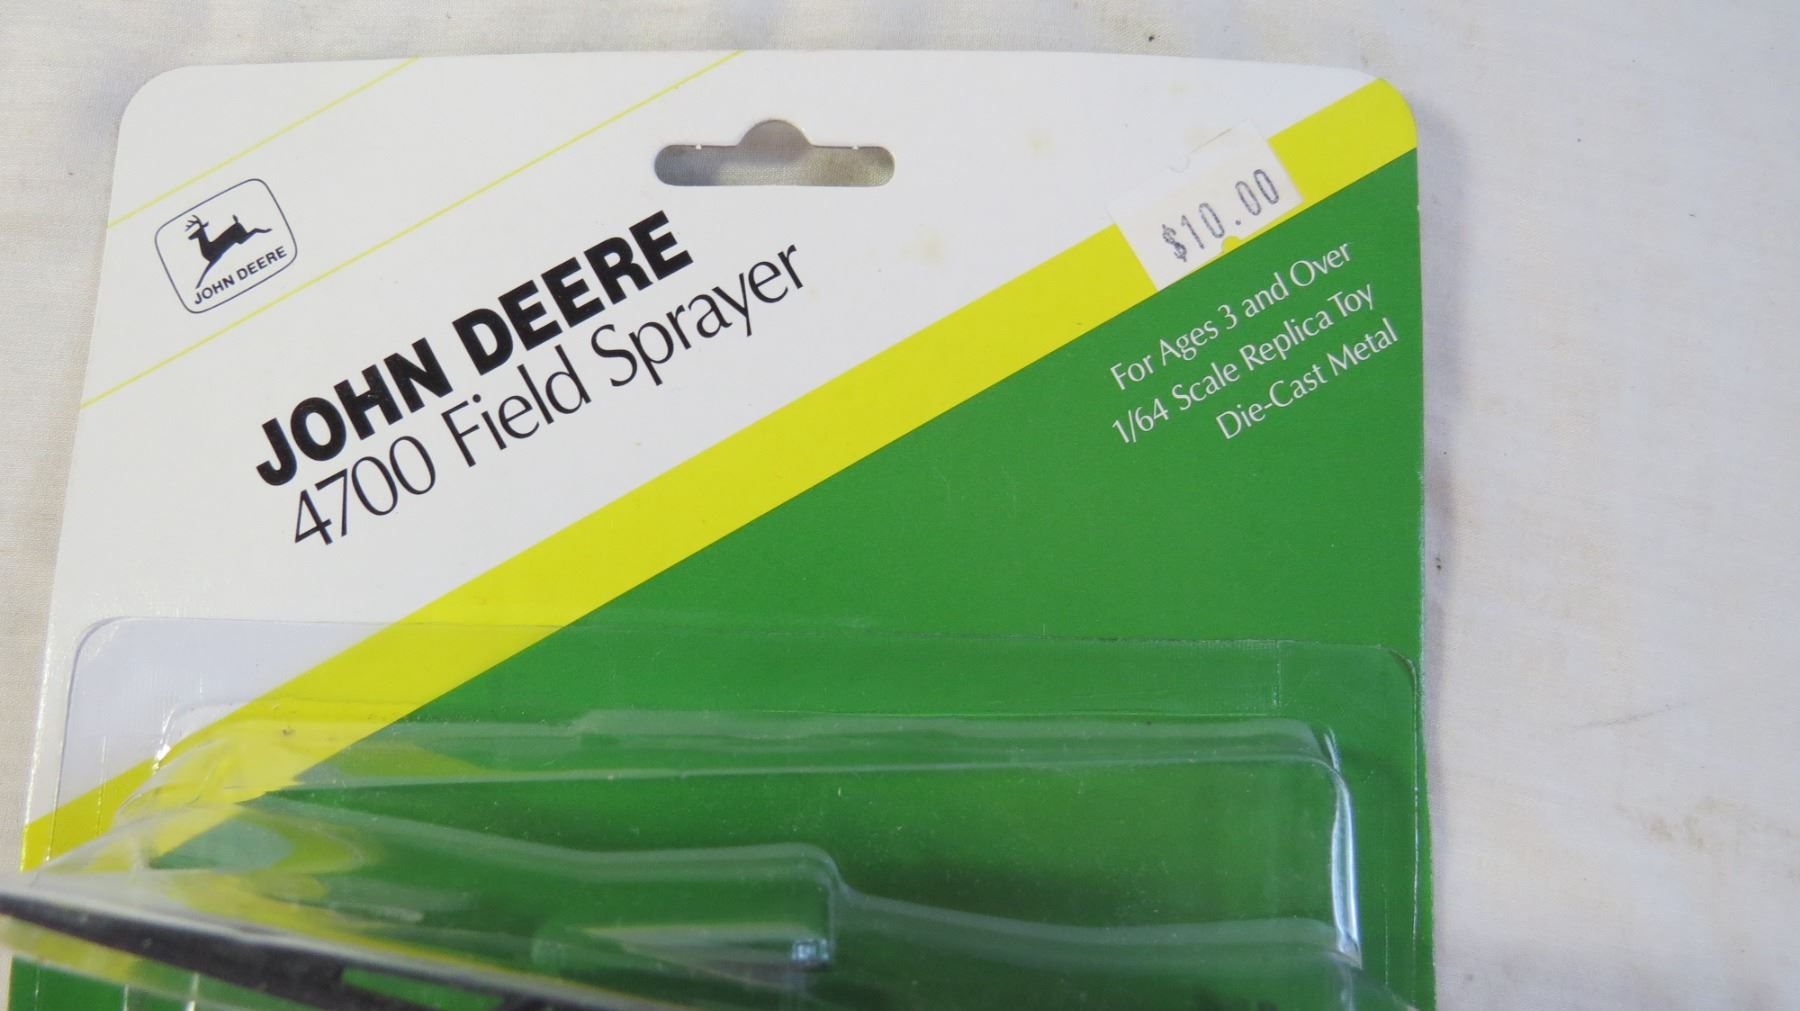 JOHN DEERE
JOHN DEERE
4700 Field Sprayer
$10.00
For Ages 3 and Over
1/64 Scale Replica Toy
Die-Cast Metal